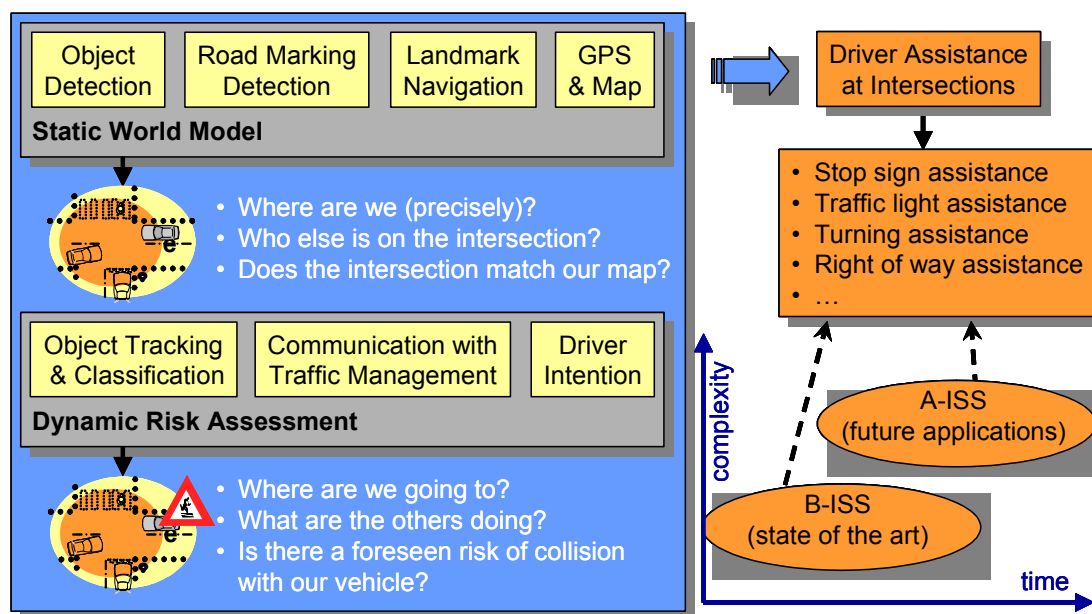 Object
Detection
Road Marking
Detection
Landmark
Navigation
GPS
& Map
Static World Model
• Where are we (precisely)?
• Who else is on the intersection?
• Does the intersection match our map?
Object Tracking
& Classification
Communication with
Traffic Management
Driver
Intention
Dynamic Risk Assessment
• Where are we going to?
• What are the others doing?
• Is there a foreseen risk of collision
with our vehicle?
Driver Assistance
at Intersections
• Stop sign assistance
• Traffic light assistance
• Turning assistance
• Right of way assistance
• …
complexity
A-ISS
(future applications)
B-ISS
(state of the art)
time